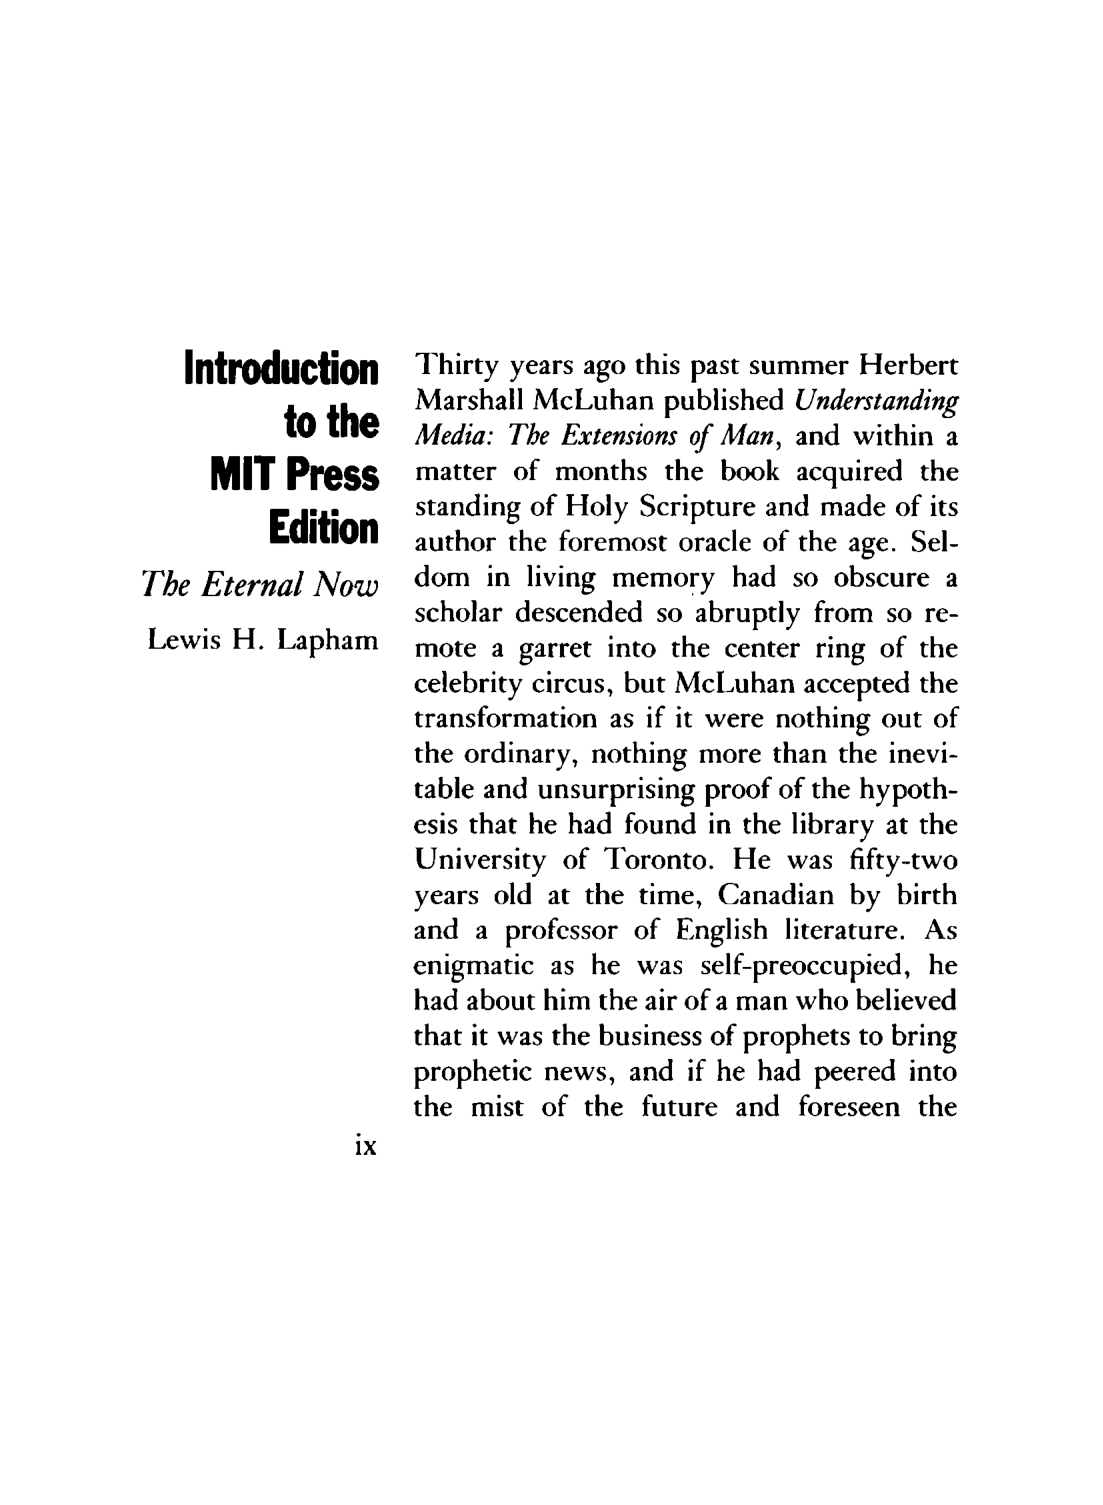 Introduction
to the
MIT Press
Edition
The Eternal Now
Lewis H. Lapham
Thirty years ago this past summer Herbert
Marshall McLuhan published Understanding
Media: The Extensions of Man, and within a
matter of months the book acquired the
standing of Holy Scripture and made of its
author the foremost oracle of the age. Sel-
dom in living memory had so obscure a
scholar descended so abruptly from so re-
mote a garret into the center ring of the
celebrity circus, but McLuhan accepted the
transformation as if it were nothing out of
the ordinary, nothing more than the inevi-
table and unsurprising proof of the hypoth-
esis that he had found in the library at the
University of Toronto. He was fifty-two
years old at the time, Canadian by birth
and a professor of English literature. As
enigmatic as he was self-preoccupied, he
had about him the air of a man who believed
that it was the business of prophets to bring
prophetic news, and if he had peered into
the mist of the future and foreseen the
ix